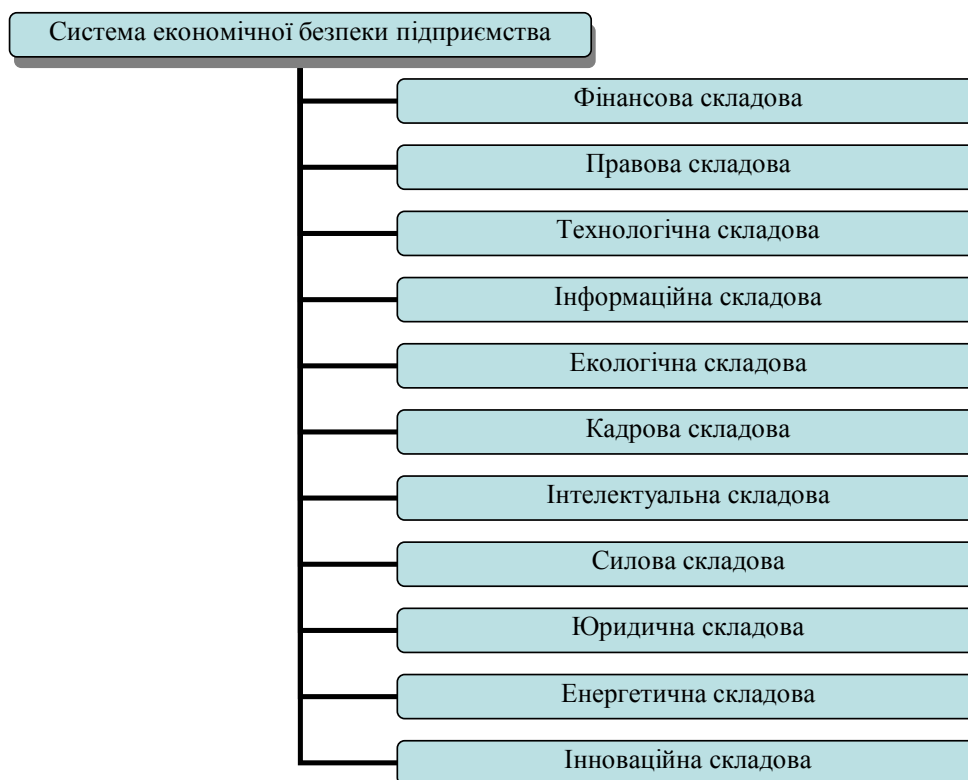 Система економічної безпеки підприємства
Фінансова складова
Правова складова
Технологічна складова
Інформаційна складова
Екологічна складова
Кадрова складова
Інтелектуальна складова
Силова складова
Юридична складова
Енергетична складова
Інноваційна складова